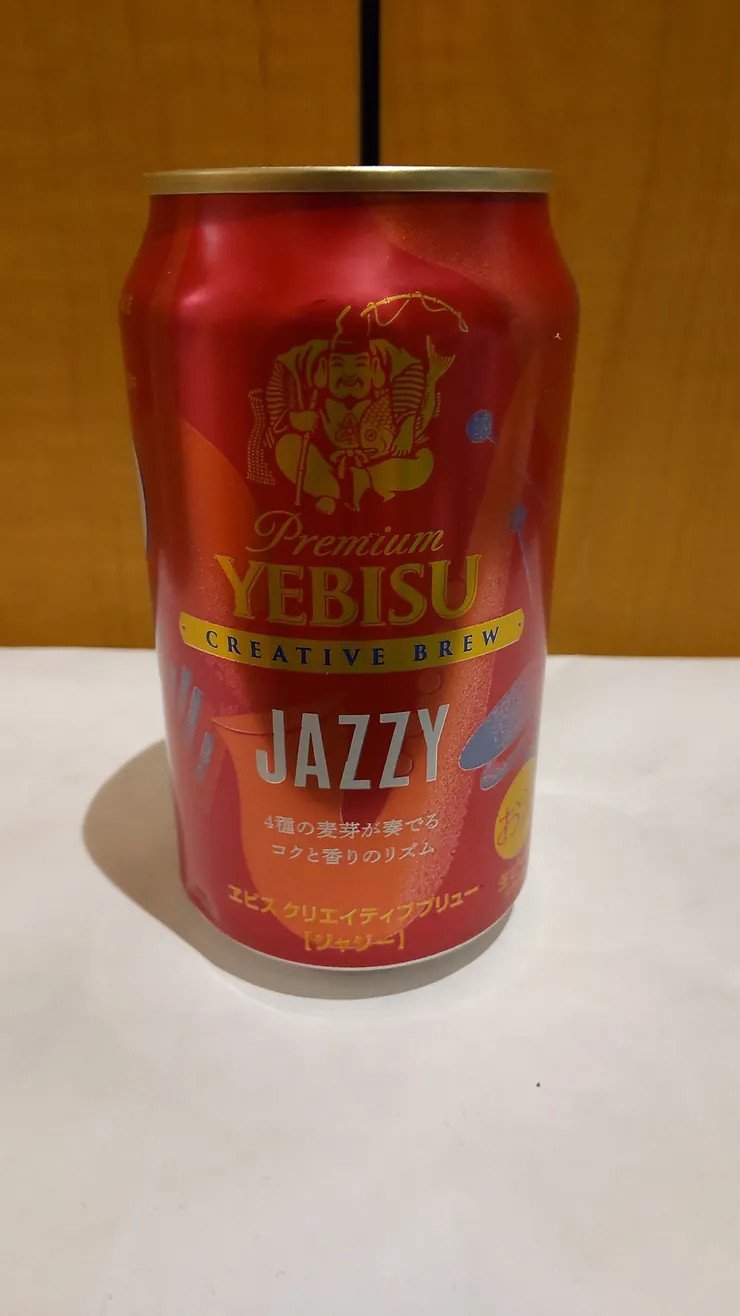 Premium
YEBISU
CREATIVE BREW
JAZZY
4種の麦芽が奏でる
コクと香りのリズム
ヱビス クリエイティブブリュー
【ジャジー】
お